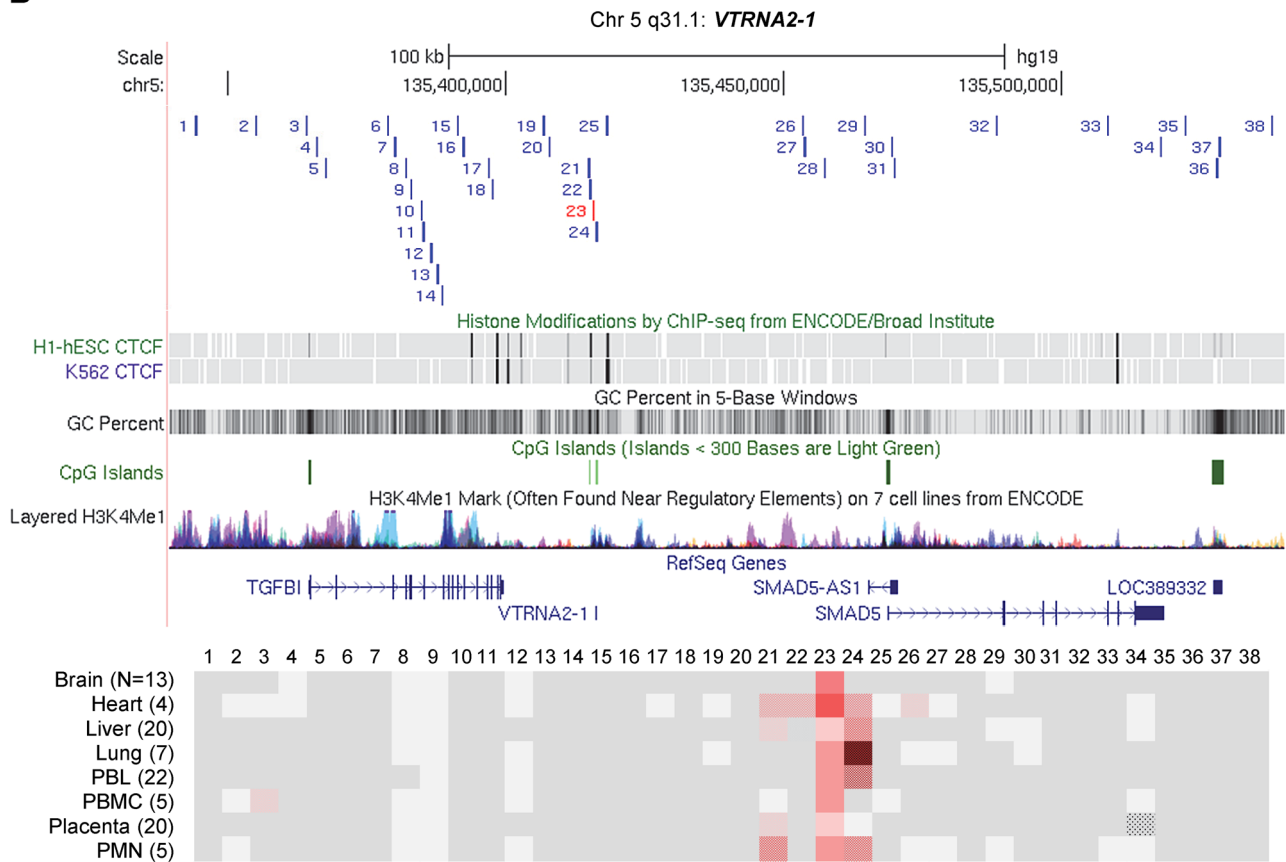 Chr 5 q31.1: VTRNA2-1
Scale 100 kb hg19
chr5: 135,400,000 135,450,000 135,500,000
1 2 3 6 15 19 25 26 29 32 33 35 38
4 7 16 20 27 30 34 37
5 8 17 21 28 31 36
9 18 22
10 23
11 24
12
13
14
Histone Modifications by ChIP-seq from ENCODE/Broad Institute
H1-hESC CTCF
K562 CTCF
GC Percent in 5-Base Windows
GC Percent
CpG Islands (Islands < 300 Bases are Light Green)
CpG Islands
H3K4Me1 Mark (Often Found Near Regulatory Elements) on 7 cell lines from ENCODE
Layered H3K4Me1
RefSeq Genes
TGFBI SMAD5-AS1 LOC389332
VTRNA2-1 SMAD5
1 2 3 4 5 6 7 8 9 10 11 12 13 14 15 16 17 18 19 20 21 22 23 24 25 26 27 28 29 30 31 32 33 34 35 36 37 38
Brain (N=13)
Heart (4)
Liver (20)
Lung (7)
PBL (22)
PBMC (5)
Placenta (20)
PMN (5)